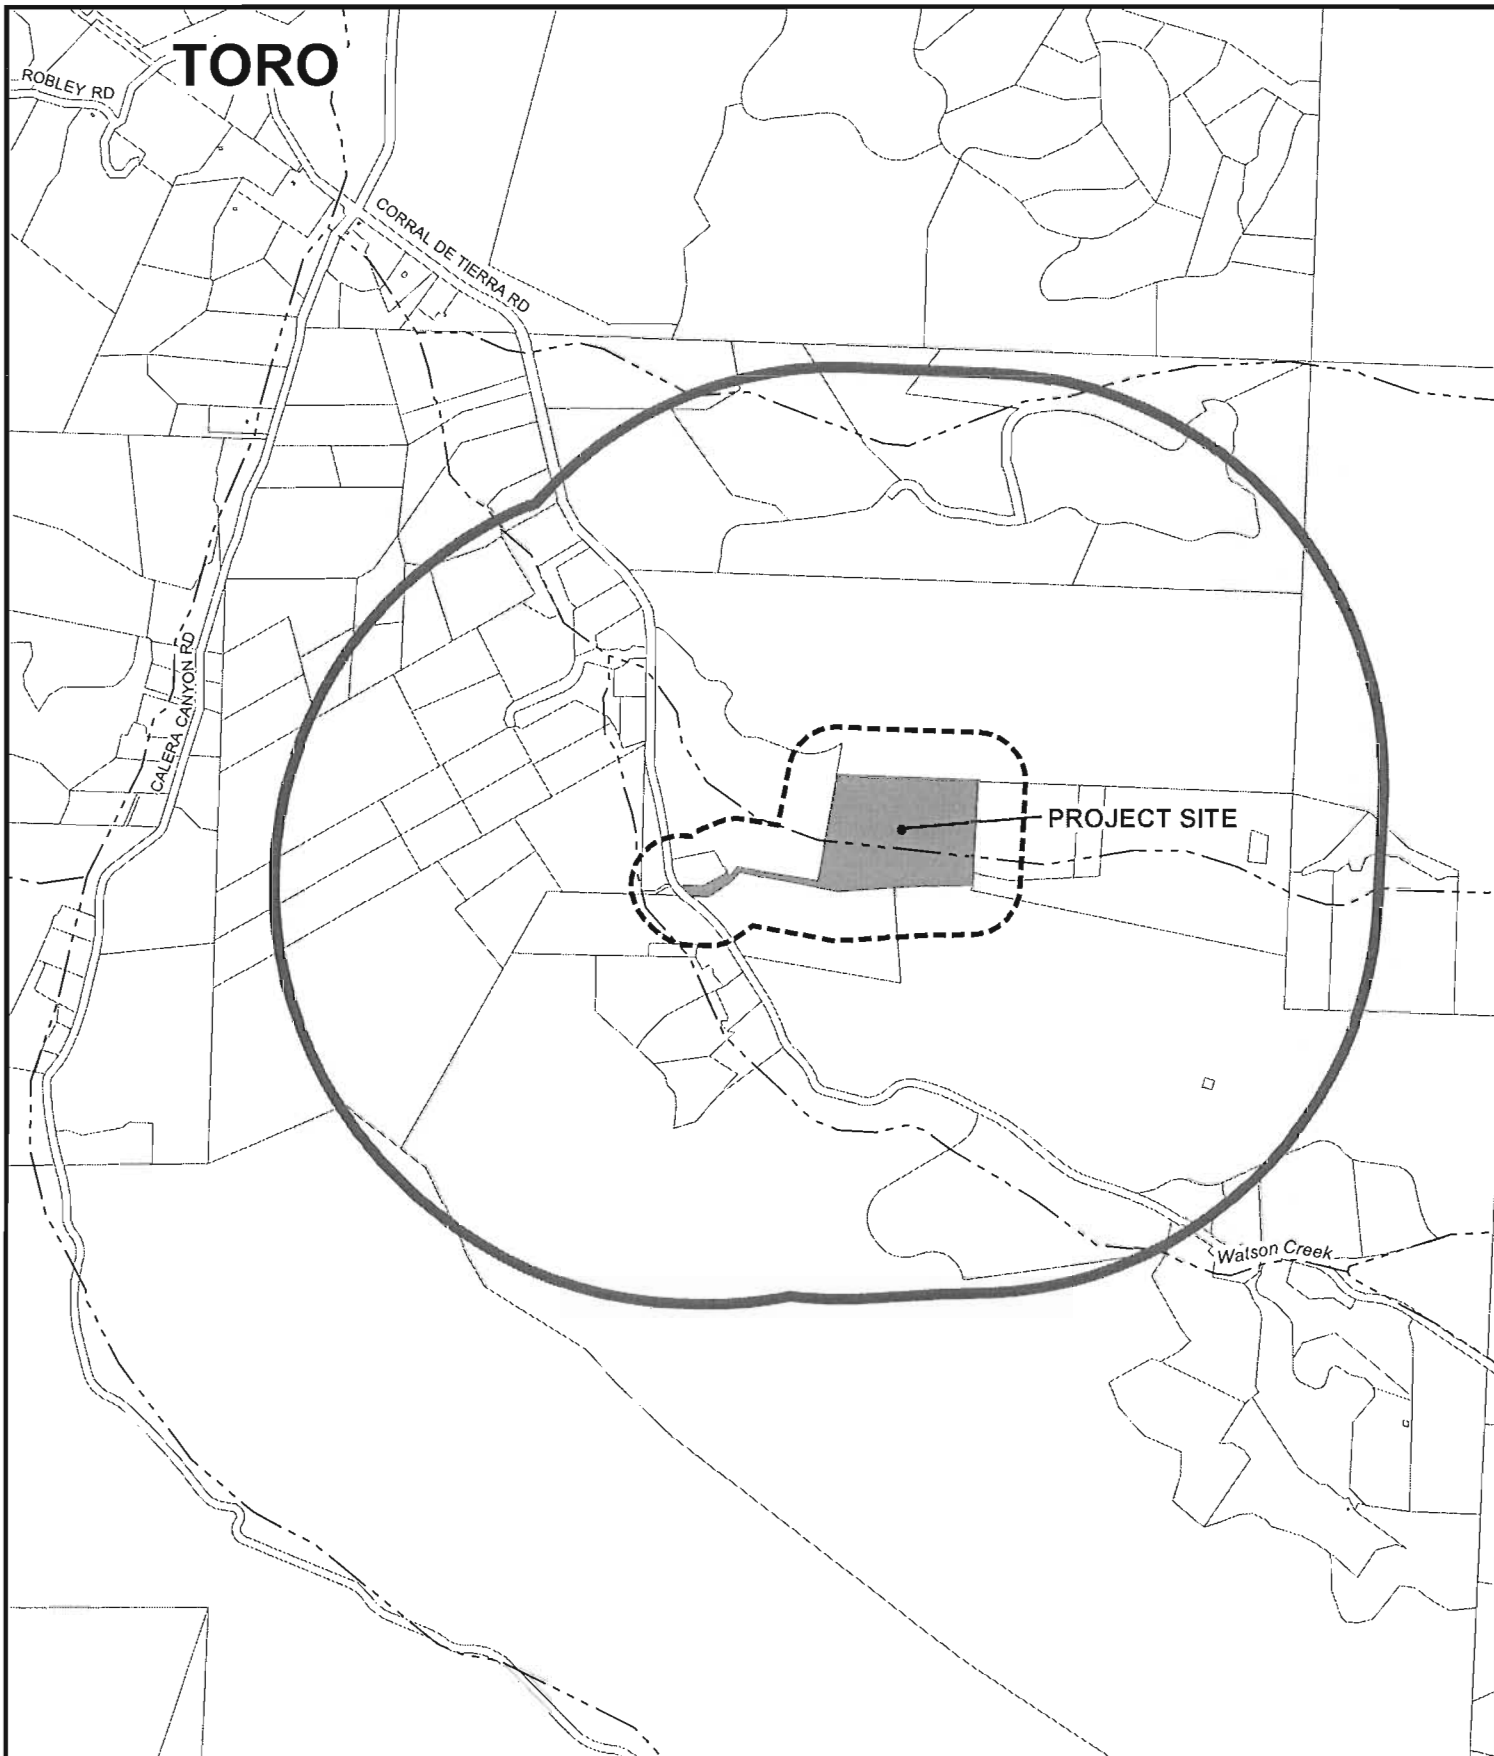 TORO
ROBLEY RD
CORRAL DE TIERRA RD
CALERA CANYON RD
PROJECT SITE
Watson Creek